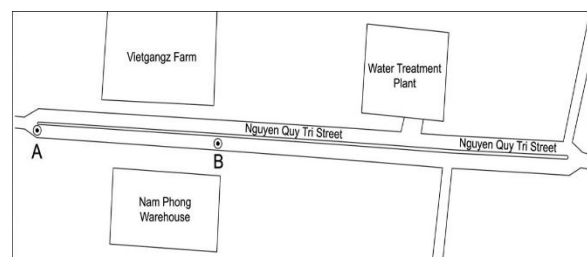 Vietgangz Farm
Water Treatment
Plant
Nguyen Quy Tri Street
Nguyen Quy Tri Street
A
B
Nam Phong
Warehouse